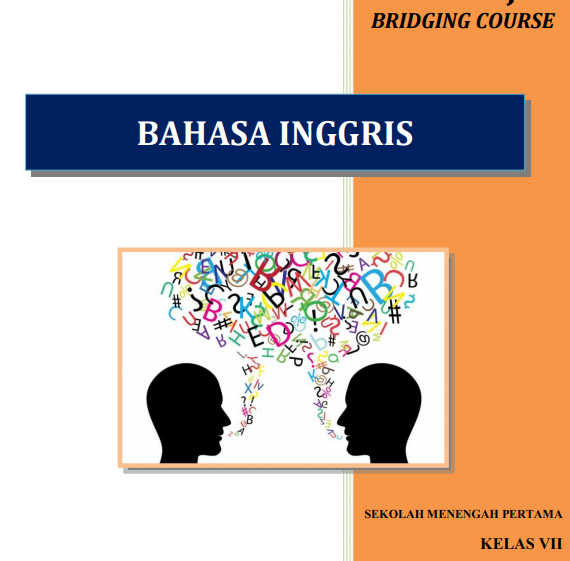 BRIDGING COURSE
BAHASA INGGRIS
SEKOLAH MENENGAH PERTAMA
KELAS VII